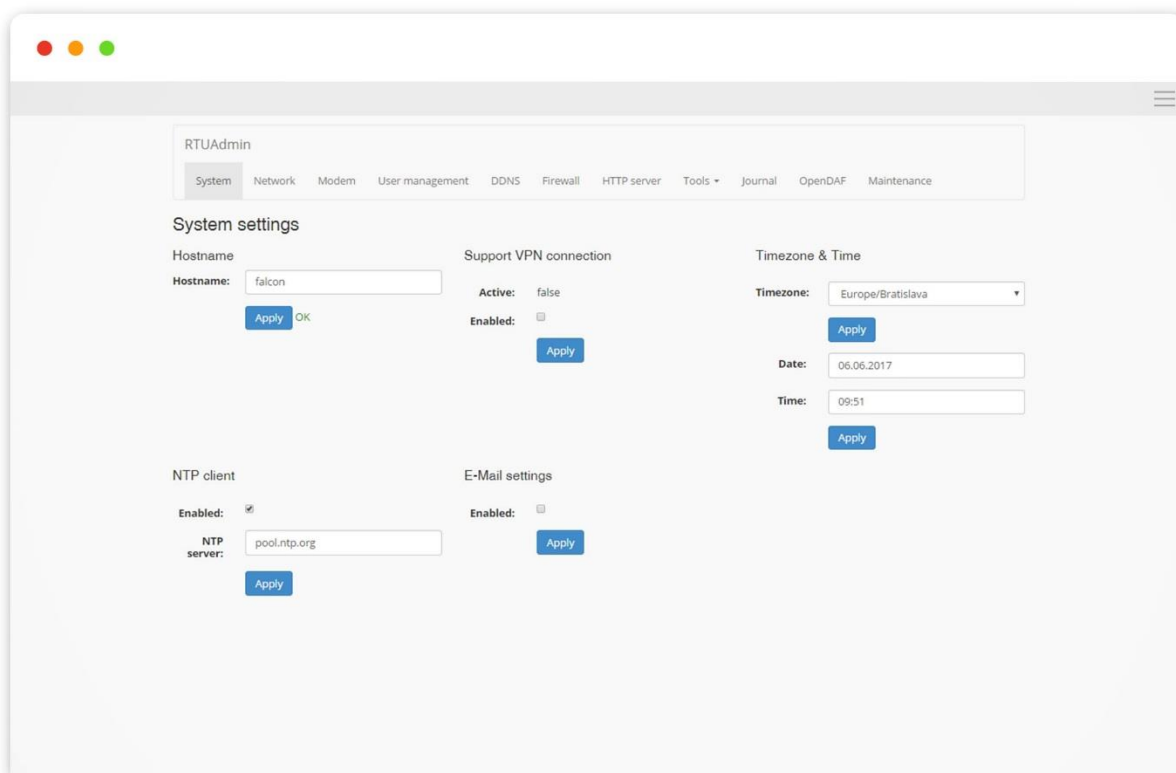 RTUAdmin
System Network Modem User management DDNS Firewall HTTP server Tools Journal OpenDAF Maintenance
System settings
Hostname
Hostname: falcon
Apply OK
Support VPN connection
Active: false
Enabled:
Apply
Timezone & Time
Timezone: Europe/Bratislava
Apply
Date: 06.06.2017
Time: 09:51
Apply
NTP client
Enabled:
NTP
server: pool.ntp.org
Apply
E-Mail settings
Enabled:
Apply